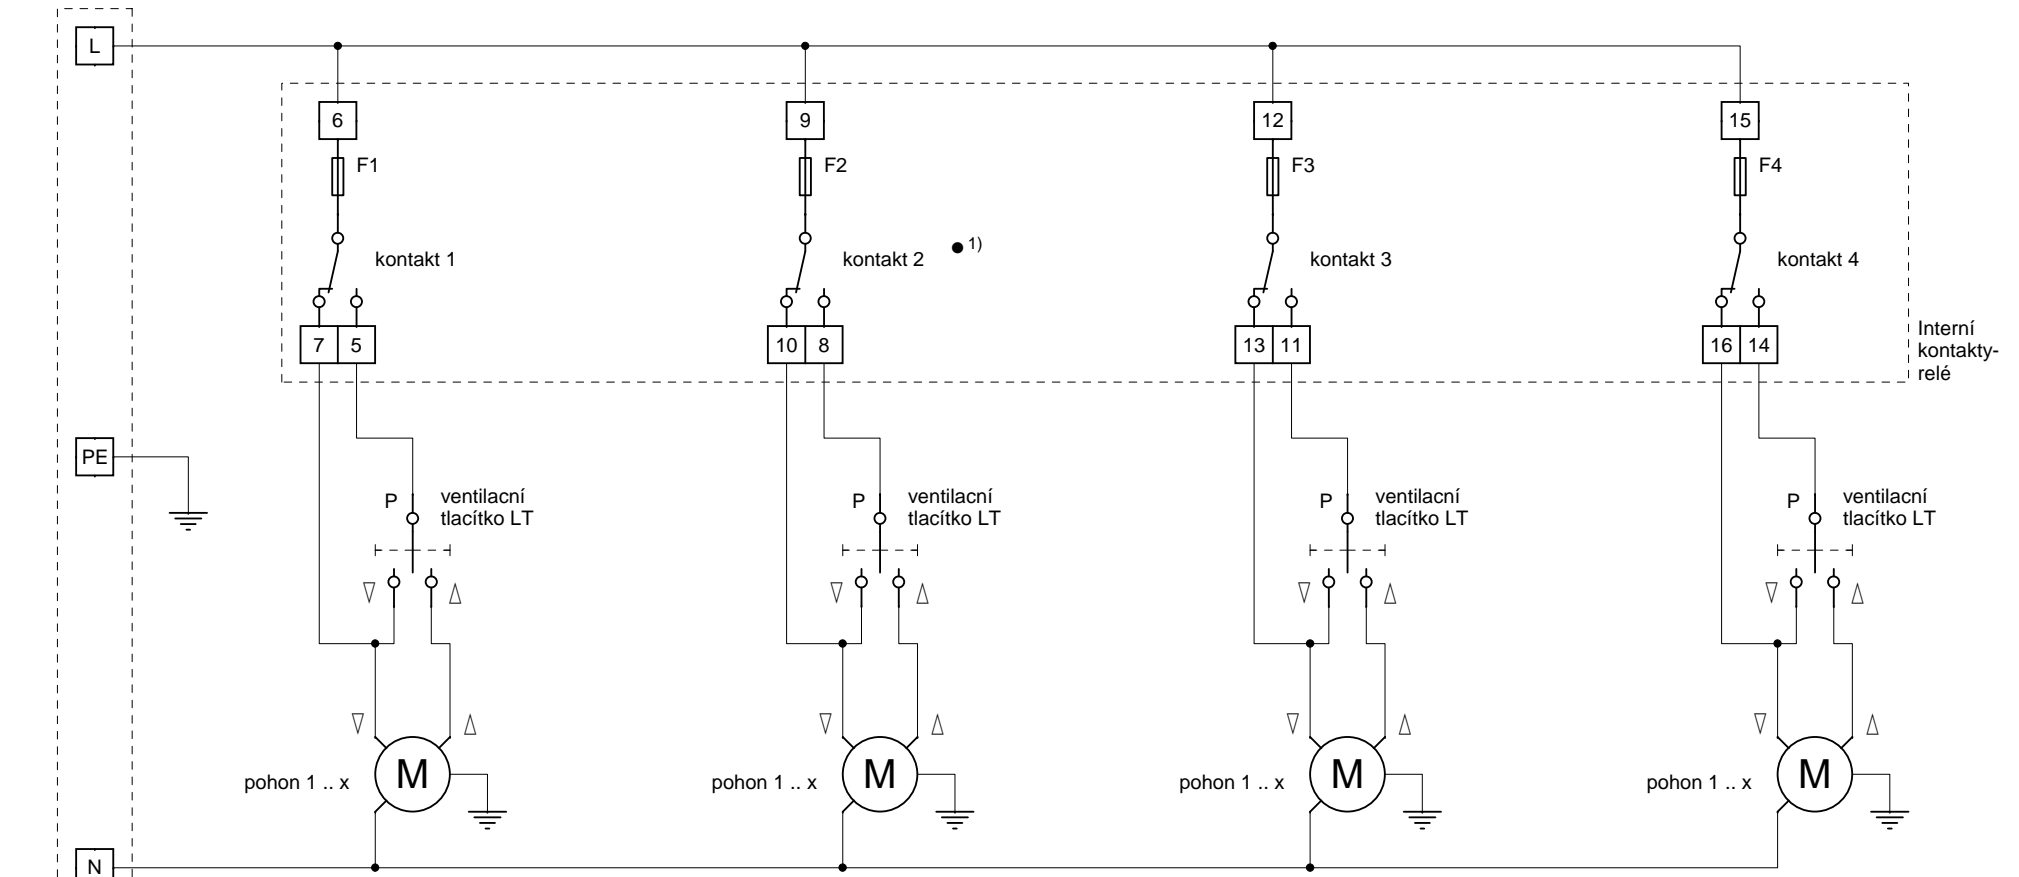 L
6
9
12
15
F1
F2
F3
F4
kontakt 1
kontakt 2
1)
kontakt 3
kontakt 4
7 5
10 8
13 11
16 14
Interní
kontakty-
relé
PE
P
ventilacní
tlacítko LT
P
ventilacní
tlacítko LT
P
ventilacní
tlacítko LT
P
ventilacní
tlacítko LT
pohon 1 .. x
M
pohon 1 .. x
M
pohon 1 .. x
M
pohon 1 .. x
M
N